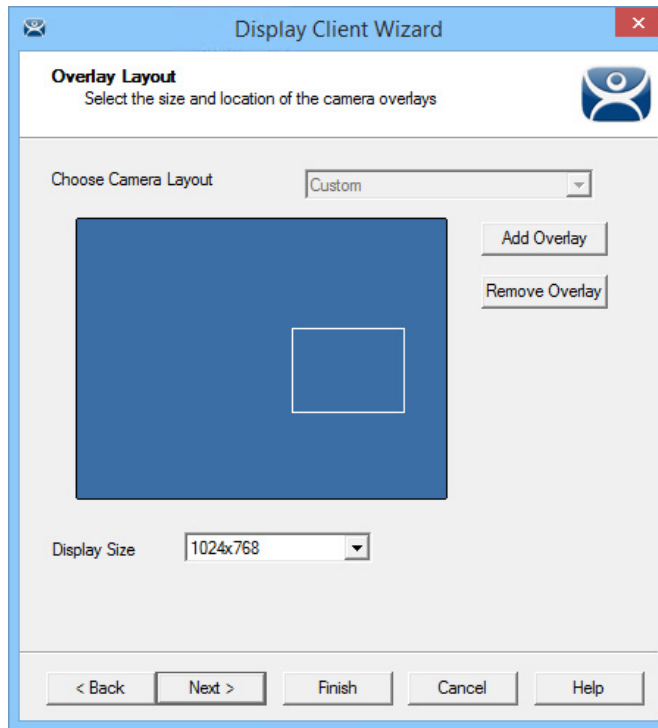 Display Client Wizard
Overlay Layout
Select the size and location of the camera overlays
Choose Camera Layout
Custom
Add Overlay
Remove Overlay
Display Size
1024x768
< Back
Next >
Finish
Cancel
Help